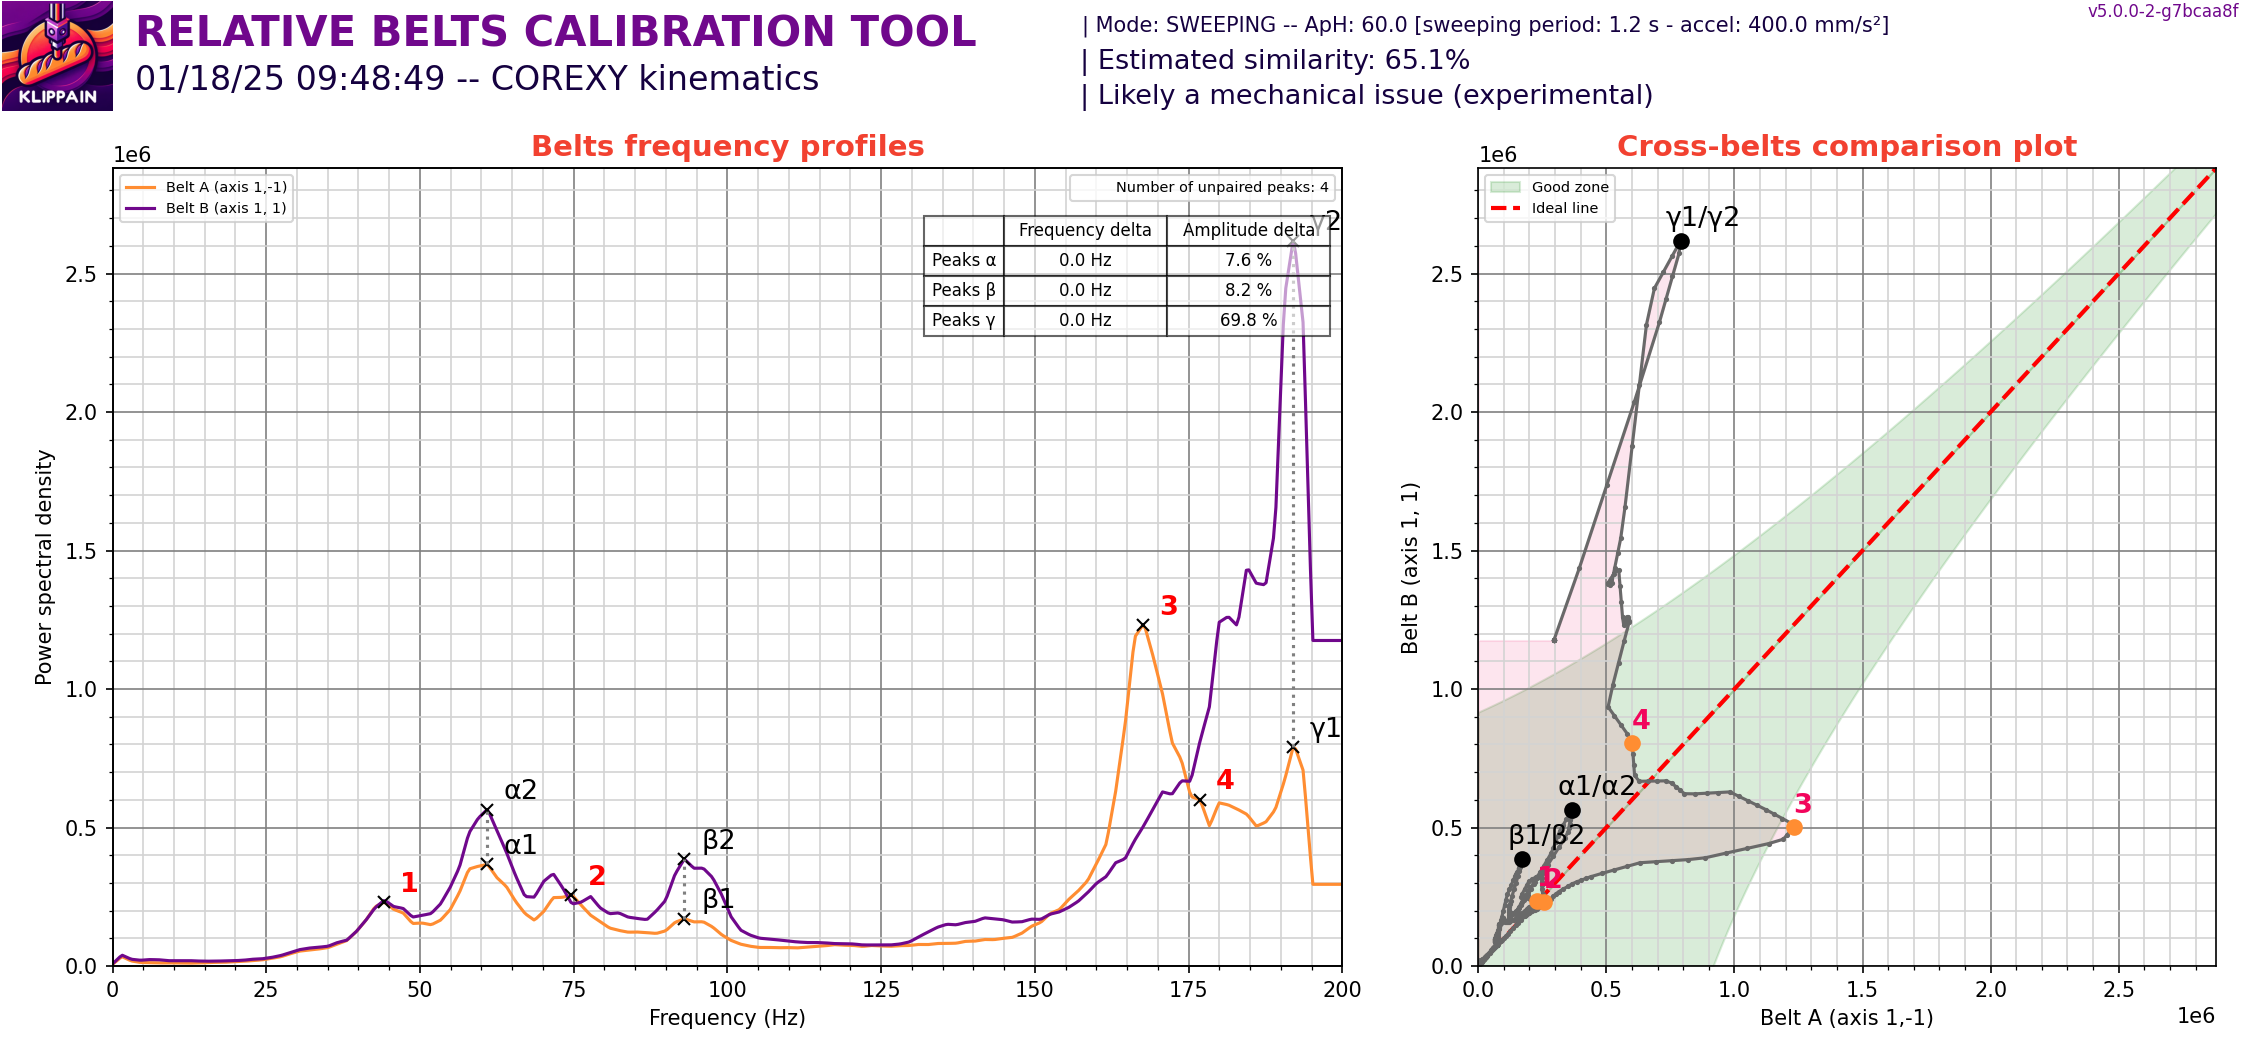 KLIPPAIN
RELATIVE BELTS CALIBRATION TOOL
01/18/25 09:48:49 -- COREXY kinematics
| Mode: SWEEPING -- ApH: 60.0 [sweeping period: 1.2 s - accel: 400.0 mm/s²]
| Estimated similarity: 65.1%
| Likely a mechanical issue (experimental)
v5.0.0-2-g7bcaa8f
Belts frequency profiles
1e6
Belt A (axis 1,-1)
Belt B (axis 1, 1)
Number of unpaired peaks: 4
Frequency delta Amplitude delta
Peaks α 0.0 Hz 7.6 %
Peaks β 0.0 Hz 8.2 %
Peaks γ 0.0 Hz 69.8 %
γ2
γ1
3
4
α2
α1
β2
β1
1
2
Power spectral density
2.5
2.0
1.5
1.0
0.5
0.0
0 25 50 75 100 125 150 175 200
Frequency (Hz)
Cross-belts comparison plot
1e6
Good zone
Ideal line
γ1/γ2
4
α1/α2
3
β1/β2
1
2
Belt B (axis 1, 1)
2.5
2.0
1.5
1.0
0.5
0.0
0.0 0.5 1.0 1.5 2.0 2.5
Belt A (axis 1,-1)
1e6